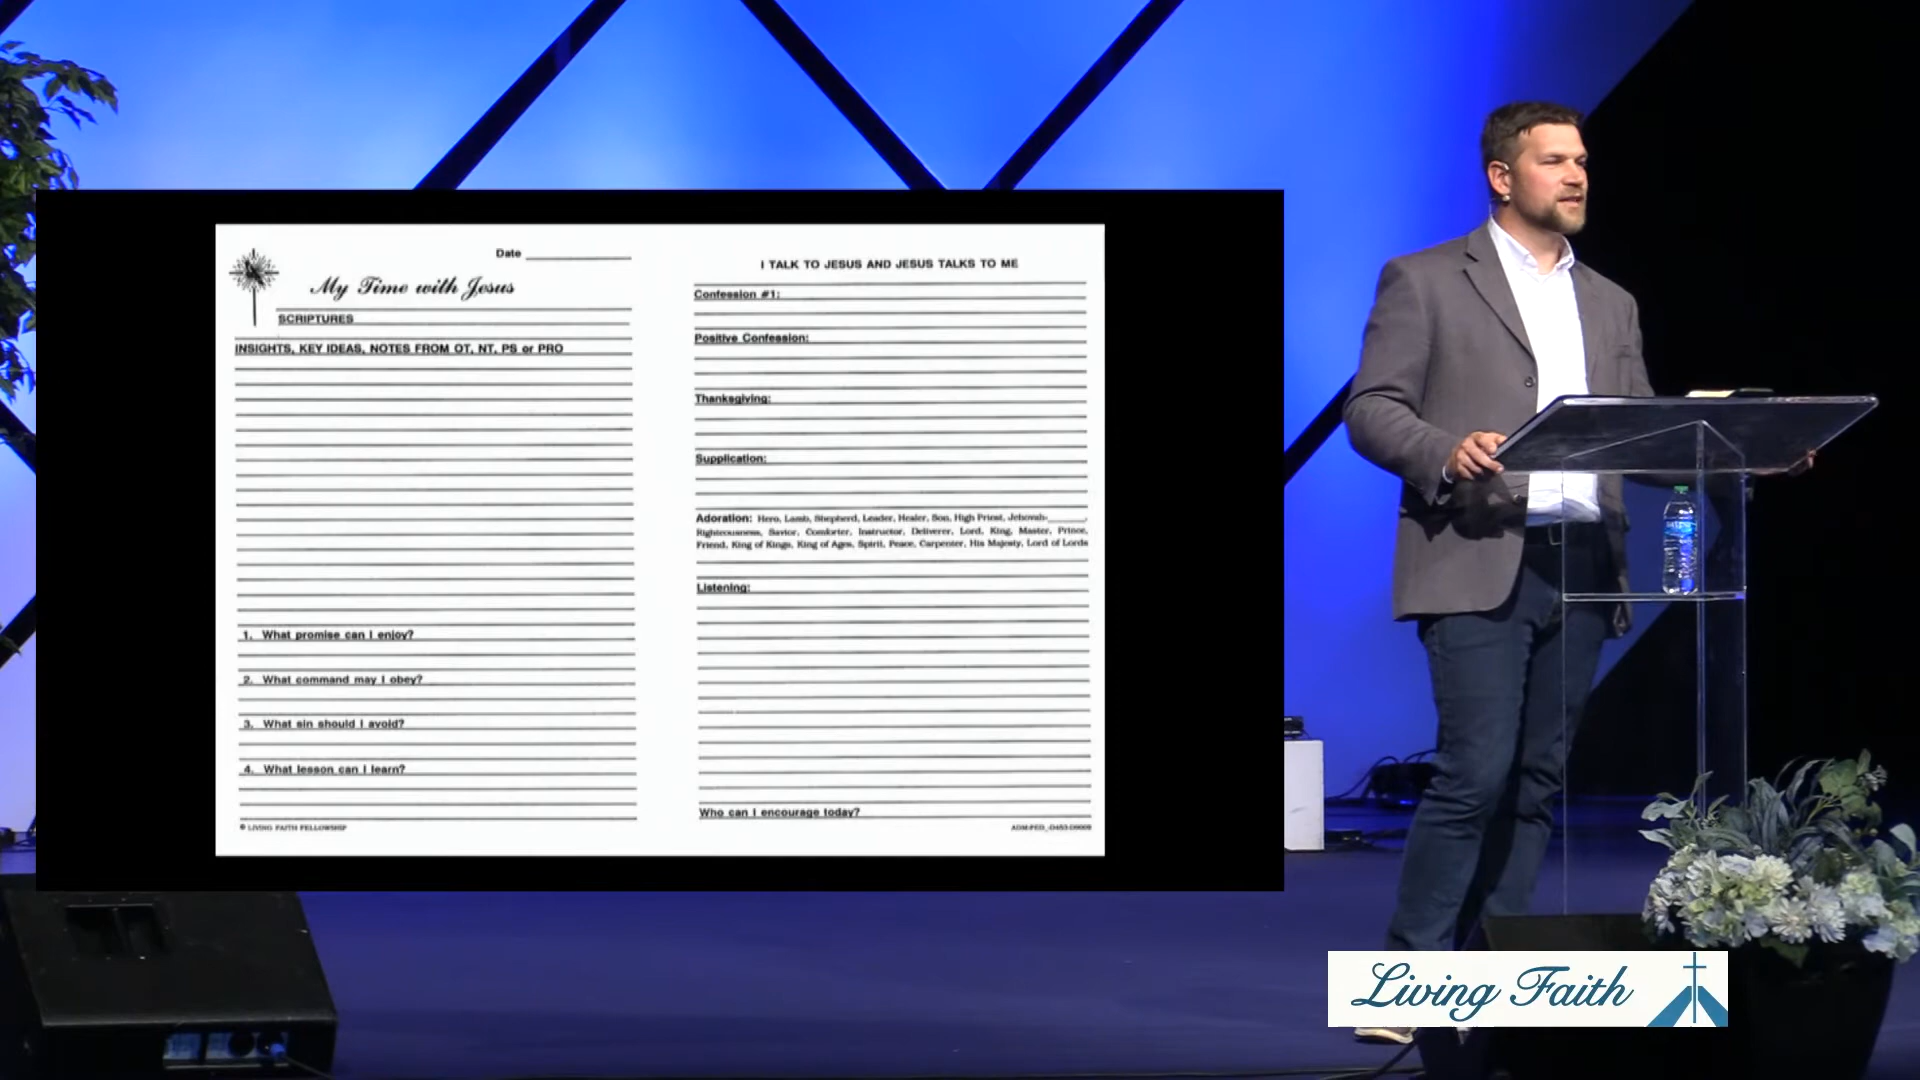 Date
My Time with Jesus
SCRIPTURES
INSIGHTS, KEY IDEAS, NOTES FROM OT, NT, PS or PRO
1. What promise can I enjoy?
2. What command may I obey?
3. What sin should I avoid?
4. What lesson can I learn?
© LIVING FAITH FELLOWSHIP
I TALK TO JESUS AND JESUS TALKS TO ME
Confession #1:
Positive Confession:
Thanksgiving:
Supplication:
Adoration: Hero, Lamb, Shepherd, Leader, Healer, Son, High Priest, Jehovah-______,
Righteousness, Savior, Comforter, Instructor, Deliverer, Lord, King, Master, Prince,
Friend, King of Kings, King of Ages, Spirit, Peace, Carpenter, His Majesty, Lord of Lords
Listening:
Who can I encourage today?
Living Faith